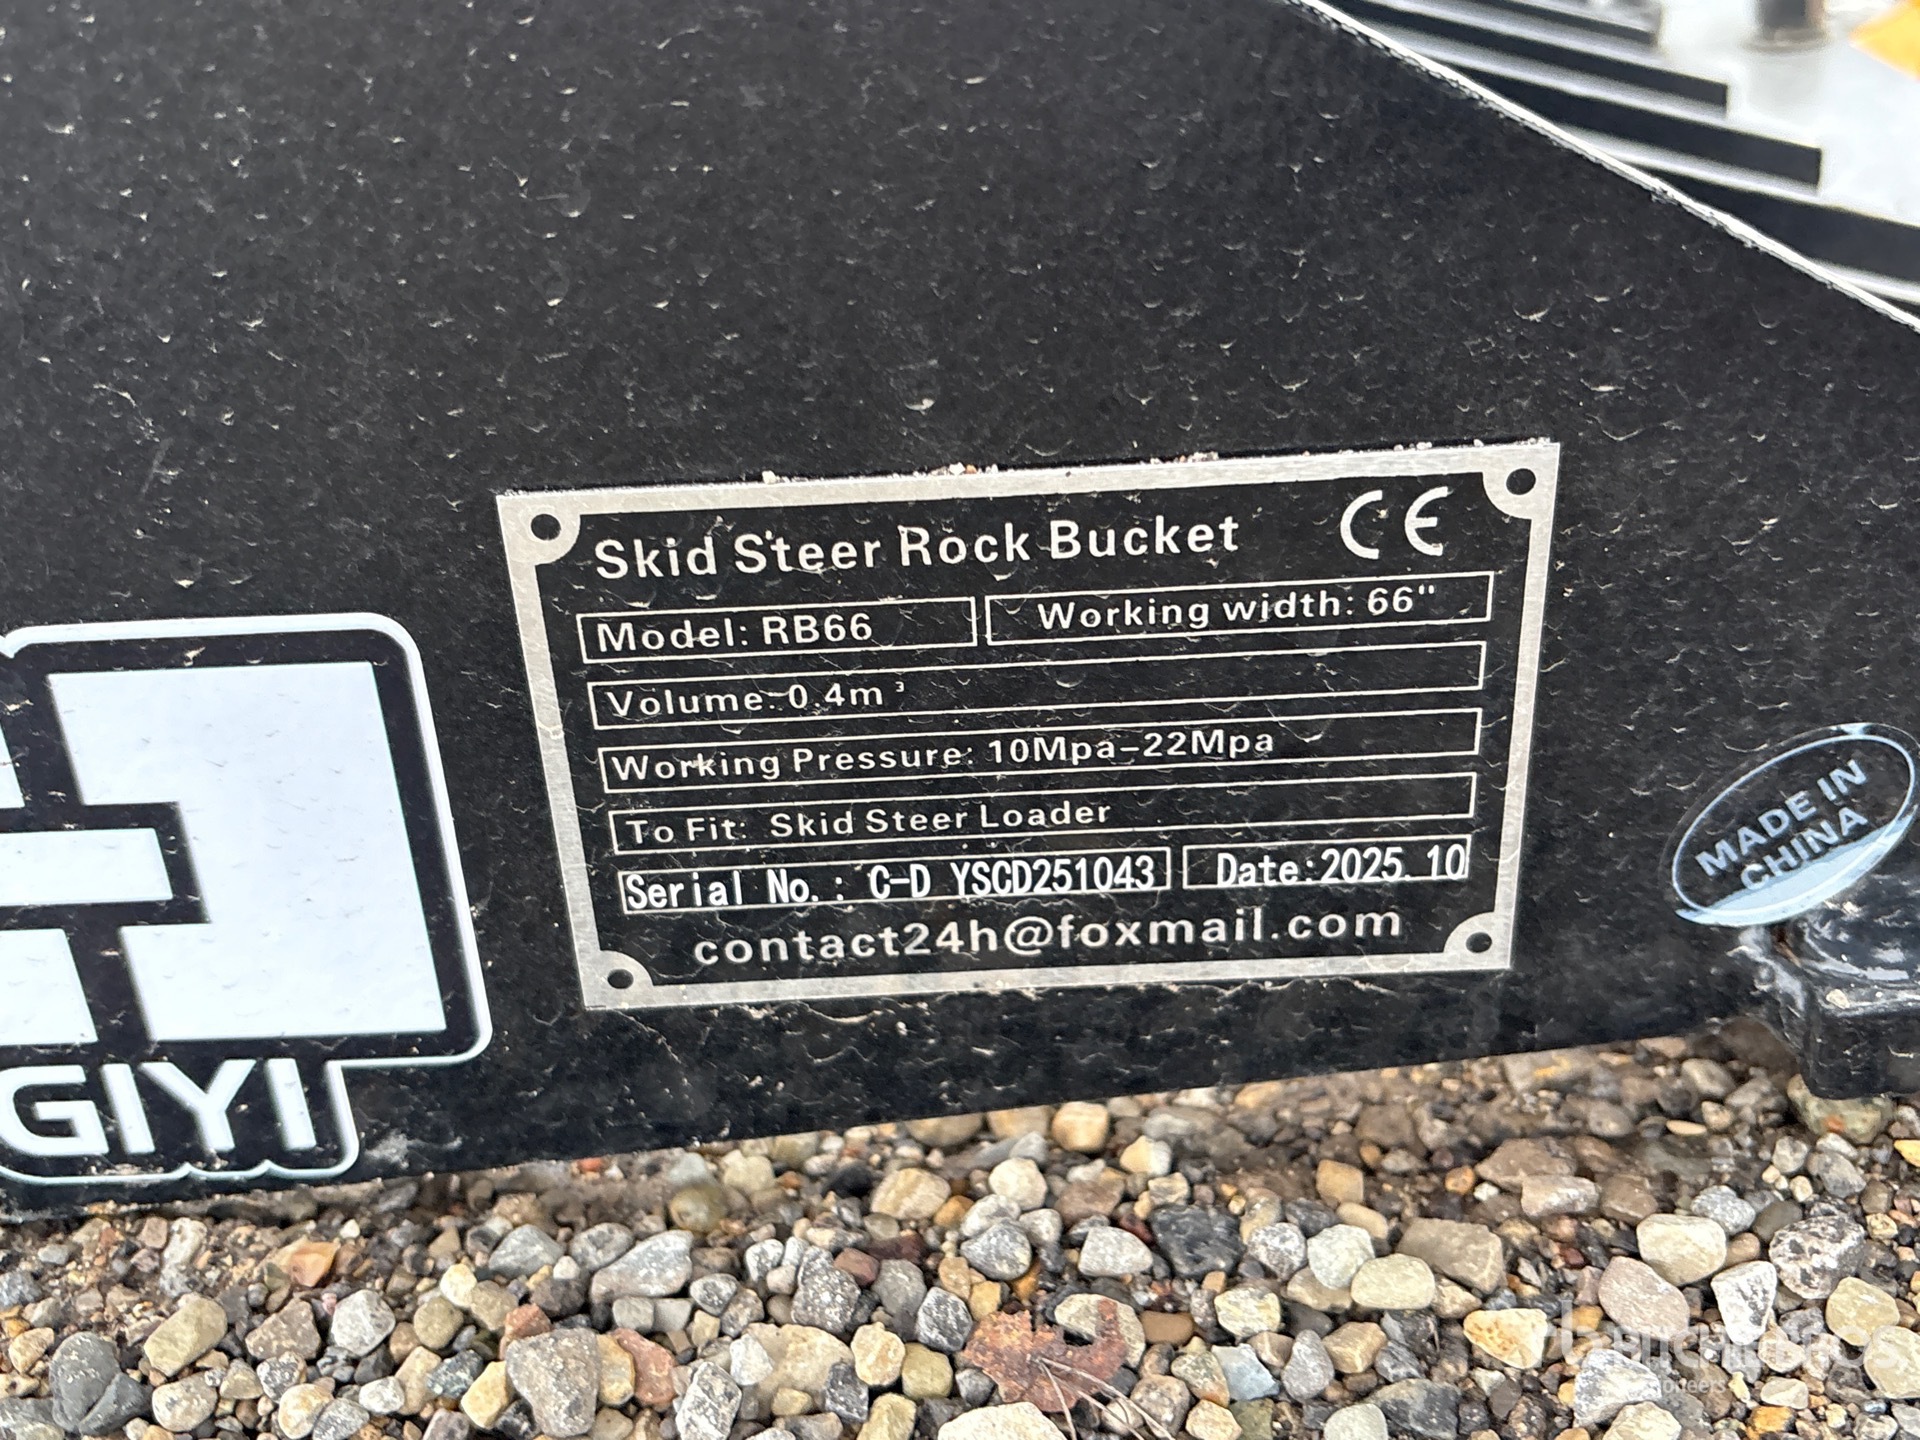 Skid Steer Rock Bucket CE
Model: RB66 Working width: 66"
Volume: 0.4m³
Working Pressure: 10Mpa-22Mpa
To Fit: Skid Steer Loader
Serial No.: C-D YSCD251043 Date:2025.10
contact24h@foxmail.com
MADE IN
CHINA
GIYI